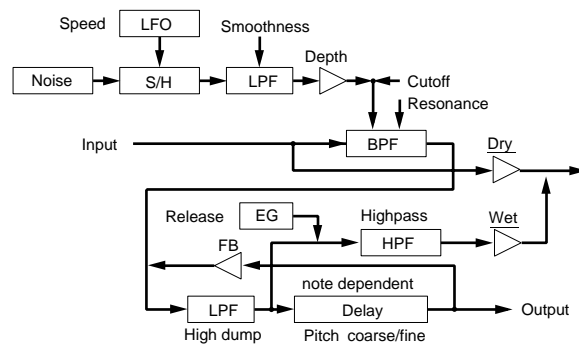 Speed
LFO
Smoothness
Depth
Noise
S/H
LPF
Cutoff
Resonance
Input
BPF
Dry
Release
EG
Highpass
HPF
Wet
FB
note dependent
LPF
Delay
Output
High dump
Pitch coarse/fine